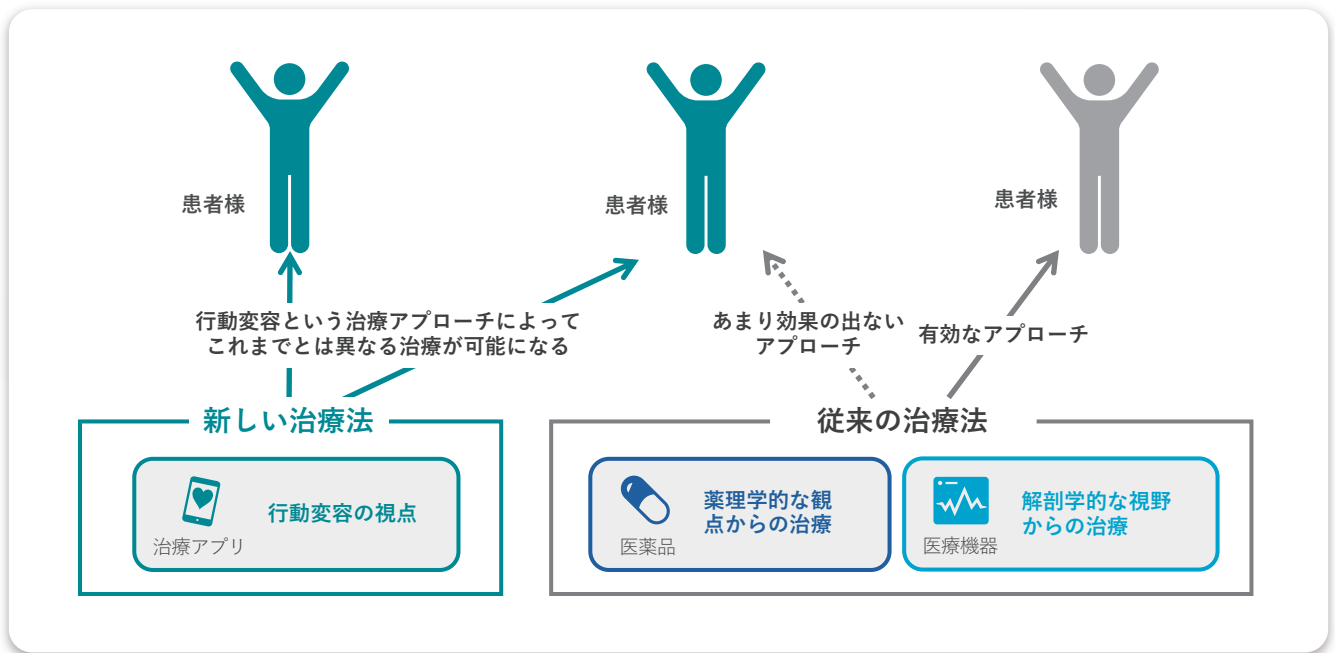 患者様
患者様
患者様
行動変容という治療アプローチによって
これまでとは異なる治療が可能になる
あまり効果の出ない
アプローチ
有効なアプローチ
新しい治療法
従来の治療法
治療アプリ
行動変容の視点
医薬品
薬理学的な観
点からの治療
医療機器
解剖学的な視野
からの治療